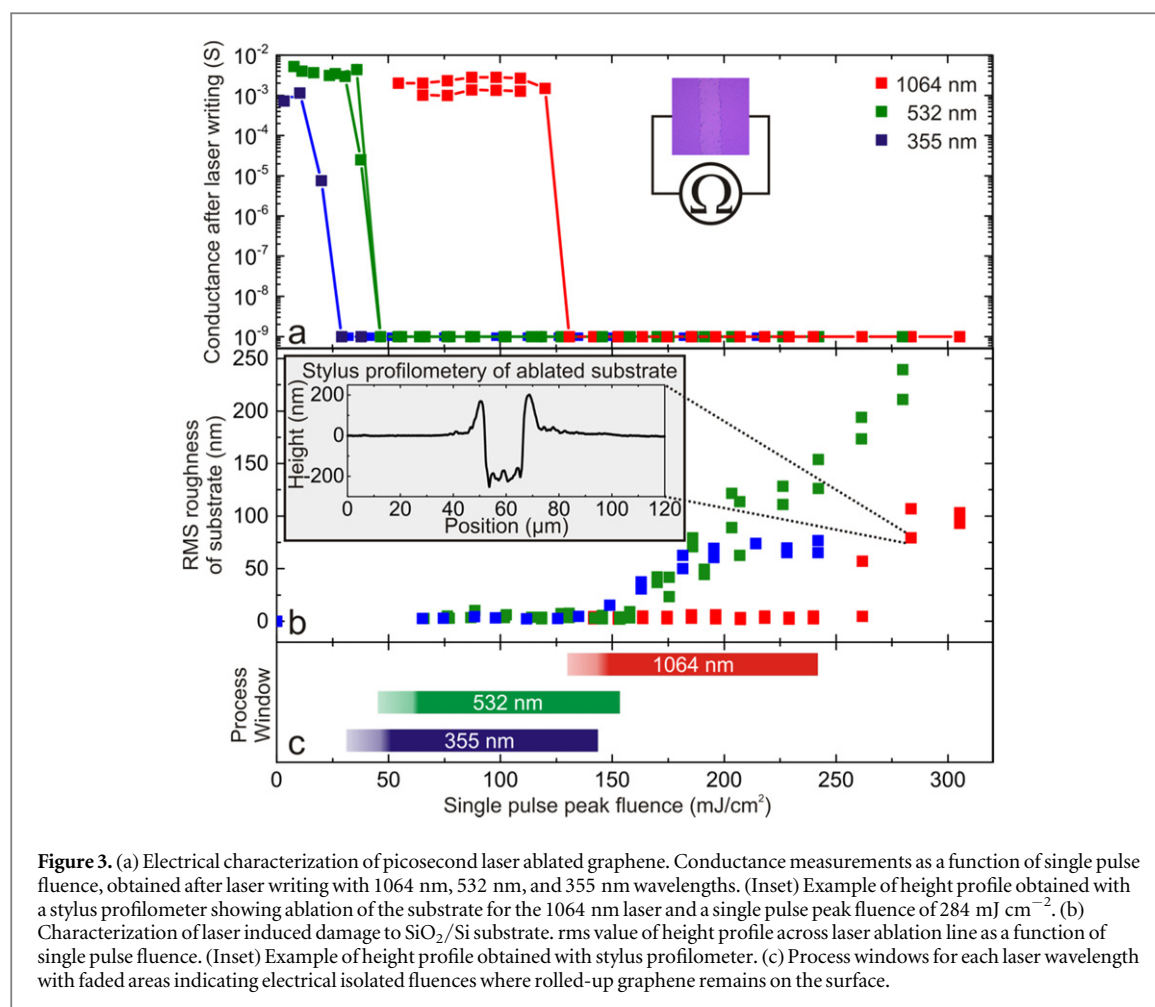 10⁻²
10⁻³
10⁻⁴
10⁻⁵
10⁻⁶
10⁻⁷
10⁻⁸
10⁻⁹
Conductance after laser writing (S)
1064 nm
532 nm
355 nm
Ω
a
250
200
150
100
50
0
RMS roughness
of substrate (nm)
Stylus profilometery of ablated substrate
Height (nm)
200
0
-200
0 20 40 60 80 100 120
Position (µm)
b
Process
Window
1064 nm
532 nm
355 nm
c
0 50 100 150 200 250 300
Single pulse peak fluence (mJ/cm²)
Figure 3. (a) Electrical characterization of picosecond laser ablated graphene. Conductance measurements as a function of single pulse
fluence, obtained after laser writing with 1064 nm, 532 nm, and 355 nm wavelengths. (Inset) Example of height profile obtained with
a stylus profilometer showing ablation of the substrate for the 1064 nm laser and a single pulse peak fluence of 284 mJ cm⁻². (b)
Characterization of laser induced damage to SiO₂/Si substrate. rms value of height profile across laser ablation line as a function of
single pulse fluence. (Inset) Example of height profile obtained with stylus profilometer. (c) Process windows for each laser wavelength
with faded areas indicating electrical isolated fluences where rolled-up graphene remains on the surface.